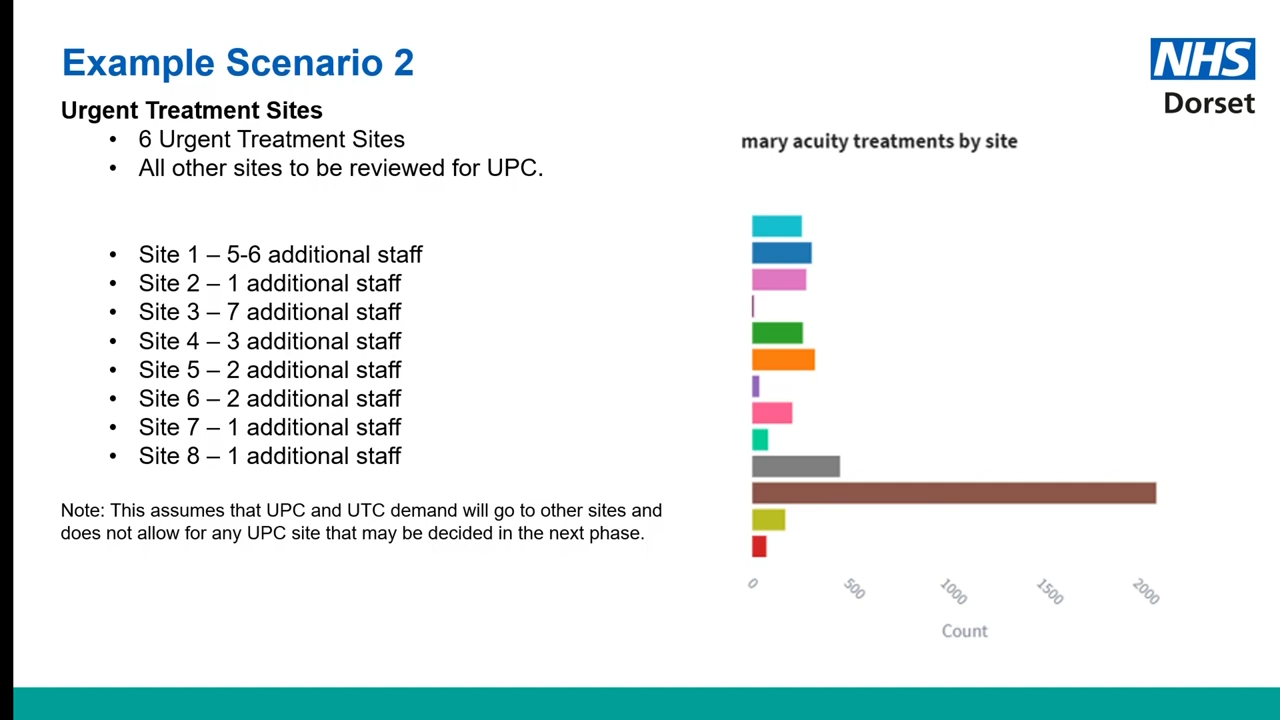 Example Scenario 2
NHS
Dorset
Urgent Treatment Sites
• 6 Urgent Treatment Sites
• All other sites to be reviewed for UPC.
• Site 1 – 5-6 additional staff
• Site 2 – 1 additional staff
• Site 3 – 7 additional staff
• Site 4 – 3 additional staff
• Site 5 – 2 additional staff
• Site 6 – 2 additional staff
• Site 7 – 1 additional staff
• Site 8 – 1 additional staff
Note: This assumes that UPC and UTC demand will go to other sites and
does not allow for any UPC site that may be decided in the next phase.
mary acuity treatments by site
0 500 1000 1500 2000
Count